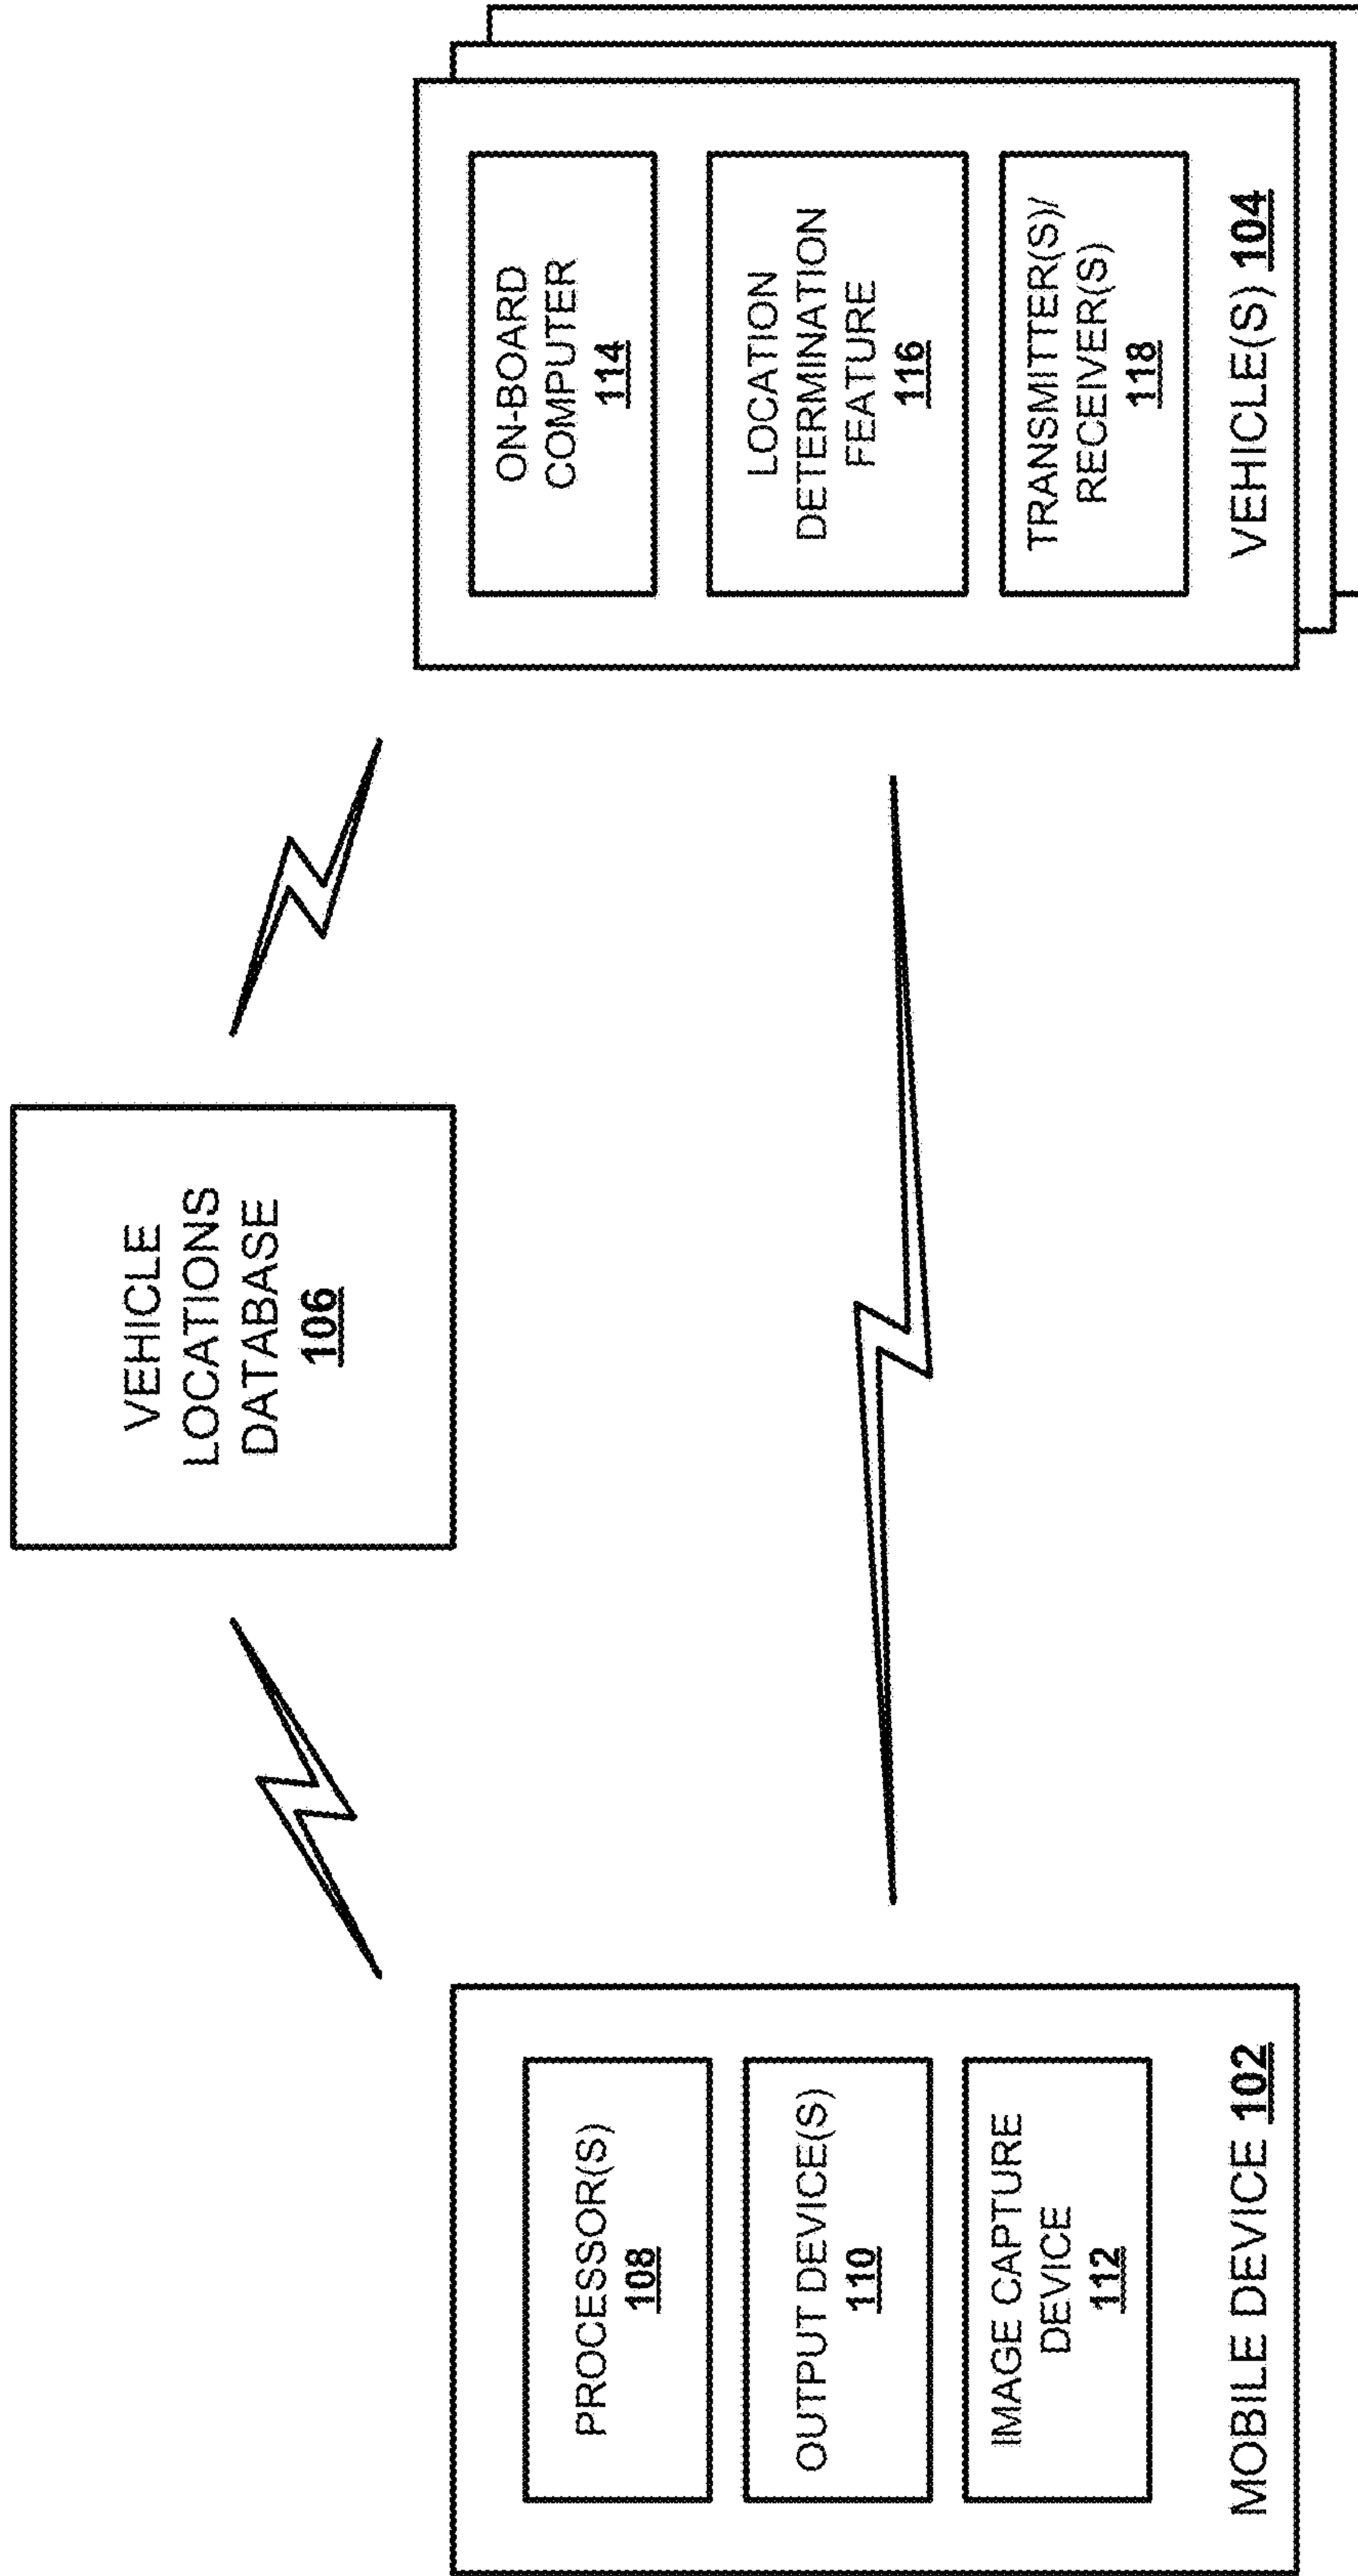 VEHICLE
LOCATIONS
DATABASE
106
PROCESSOR(S)
108
OUTPUT DEVICE(S)
110
IMAGE CAPTURE
DEVICE
112
MOBILE DEVICE 102
ON-BOARD
COMPUTER
114
LOCATION
DETERMINATION
FEATURE
116
TRANSMITTER(S)/
RECEIVER(S)
118
VEHICLE(S) 104